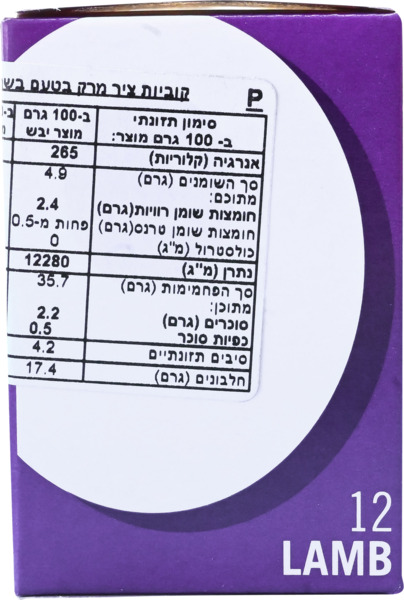 קוביות ציר מרק בטעם
P
סימון תזונתי
ב- 100 גרם מוצר:
ב-100 גרם
מוצר יבש
אנרגיה (קלוריות) 265
סך השומנים (גרם) 4.9
מתוכם:
חומצות שומן רוויות(גרם) 2.4
חומצות שומן טרנס(גרם) פחות מ-0.5
כולסטרול (מ"ג) 0
נתרן (מ"ג) 12280
סך הפחמימות (גרם) 35.7
מתוכן:
סוכרים (גרם) 2.2
כפיות סוכר 0.5
סיבים תזונתיים 4.2
חלבונים (גרם) 17.4
12
LAMB